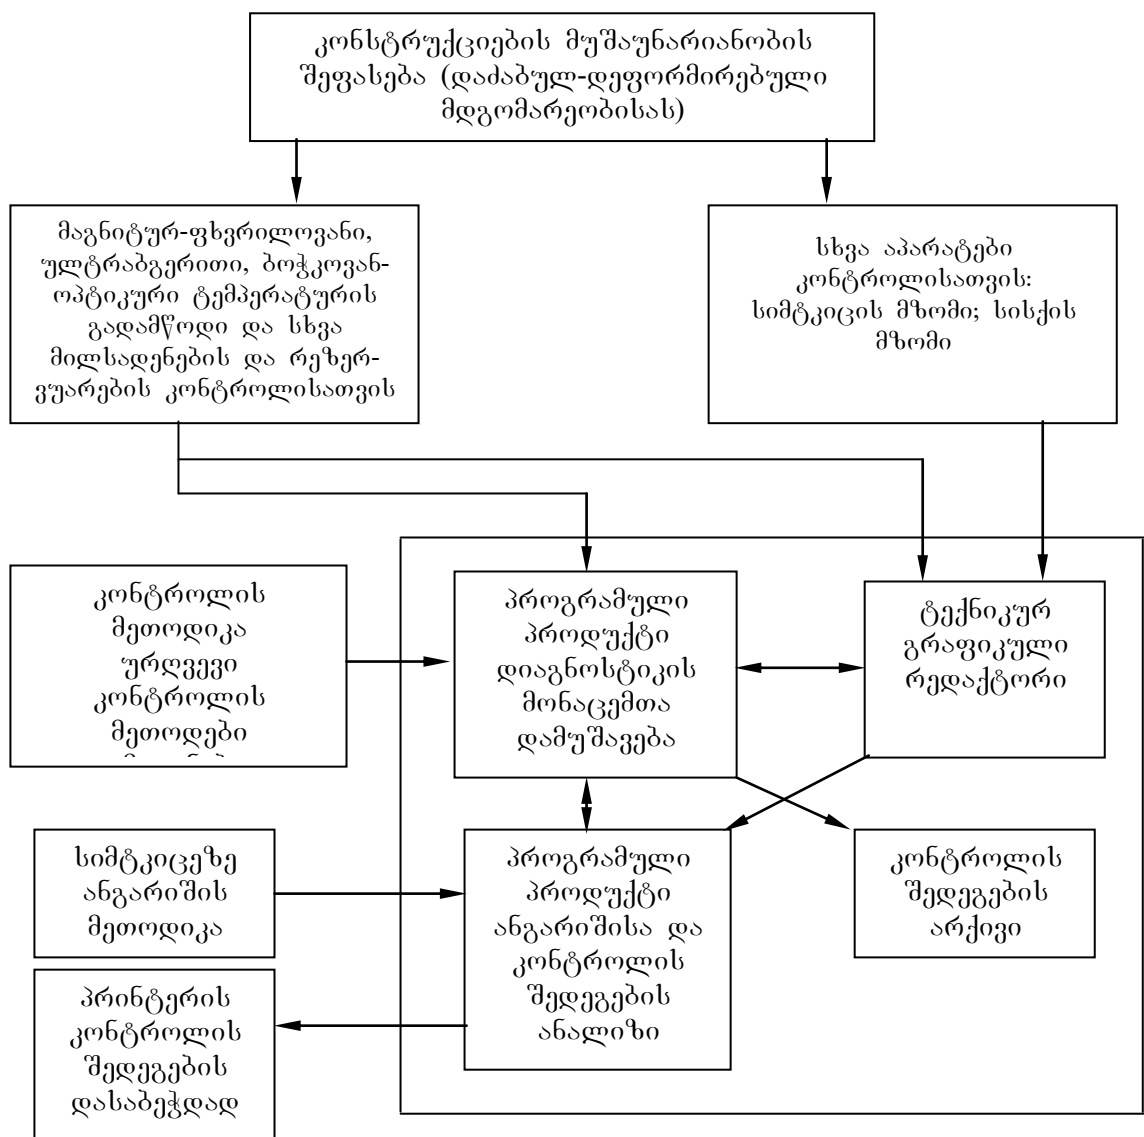 კონსტრუქციების მუშაუნარიანობის
შეფასება (დაძაბულ-დეფორმირებული
მდგომარეობისას)
მაგნიტურ-ფხვრილოვანი,
ულტრაბგერითი, ბოჭკოვან-
ოპტიკური ტემპერატურის
გადამწოდი და სხვა
მილსადენების და რეზერ-
ვუარების კონტროლისათვის
სხვა აპარატები
კონტროლისათვის:
სიმტკიცის მზომი; სისქის
მზომი
კონტროლის
მეთოდიკა
ურღვევი
კონტროლის
მეთოდები
პროგრამული
პროდუქტი
დიაგნოსტიკის
მონაცემთა
დამუშავება
ტექნიკურ
გრაფიკული
რედაქტორი
სიმტკიცეზე
ანგარიშის
მეთოდიკა
პროგრამული
პროდუქტი
ანგარიშისა და
კონტროლის
შედეგების
ანალიზი
კონტროლის
შედეგების
არქივი
პრინტერის
კონტროლის
შედეგების
დასაბეჭდად